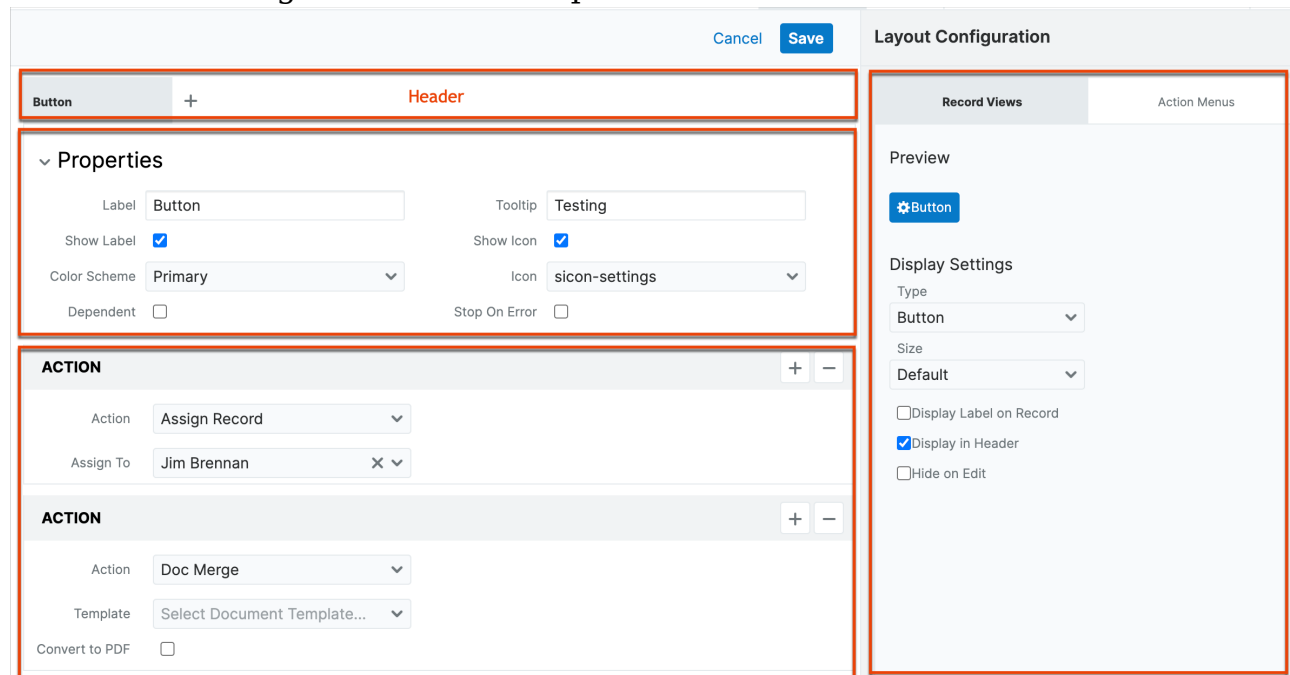 Cancel Save
Layout Configuration
Button + Header
Record Views Action Menus
Properties
Label Button Tooltip Testing
Show Label Show Icon
Color Scheme Primary Icon sicon-settings
Dependent Stop On Error
ACTION + −
Action Assign Record
Assign To Jim Brennan
ACTION + −
Action Doc Merge
Template Select Document Template...
Convert to PDF
Preview
Button
Display Settings
Type
Button
Size
Default
Display Label on Record
Display in Header
Hide on Edit